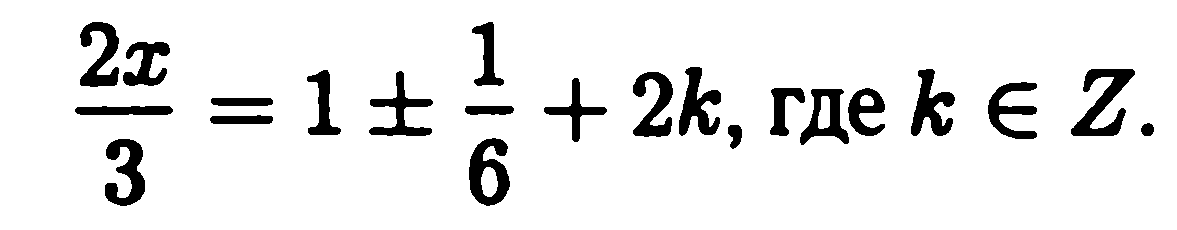 2x/3 = 1 ± 1/6 + 2k, где k ∈ Z.